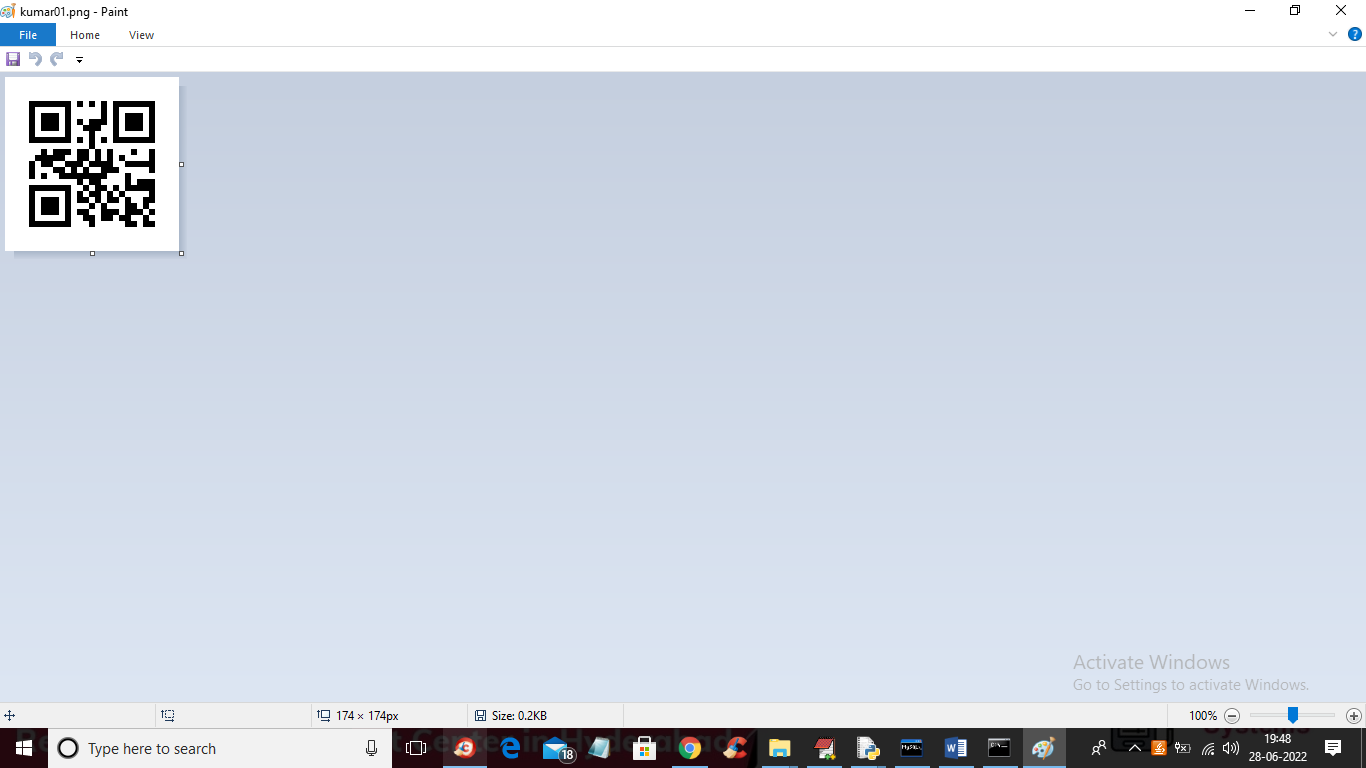 kumar01.png - Paint
File Home View
Activate Windows
Go to Settings to activate Windows.
174 × 174px
Size: 0.2KB
100%
Type here to search
18
MySQL
19:48
28-06-2022